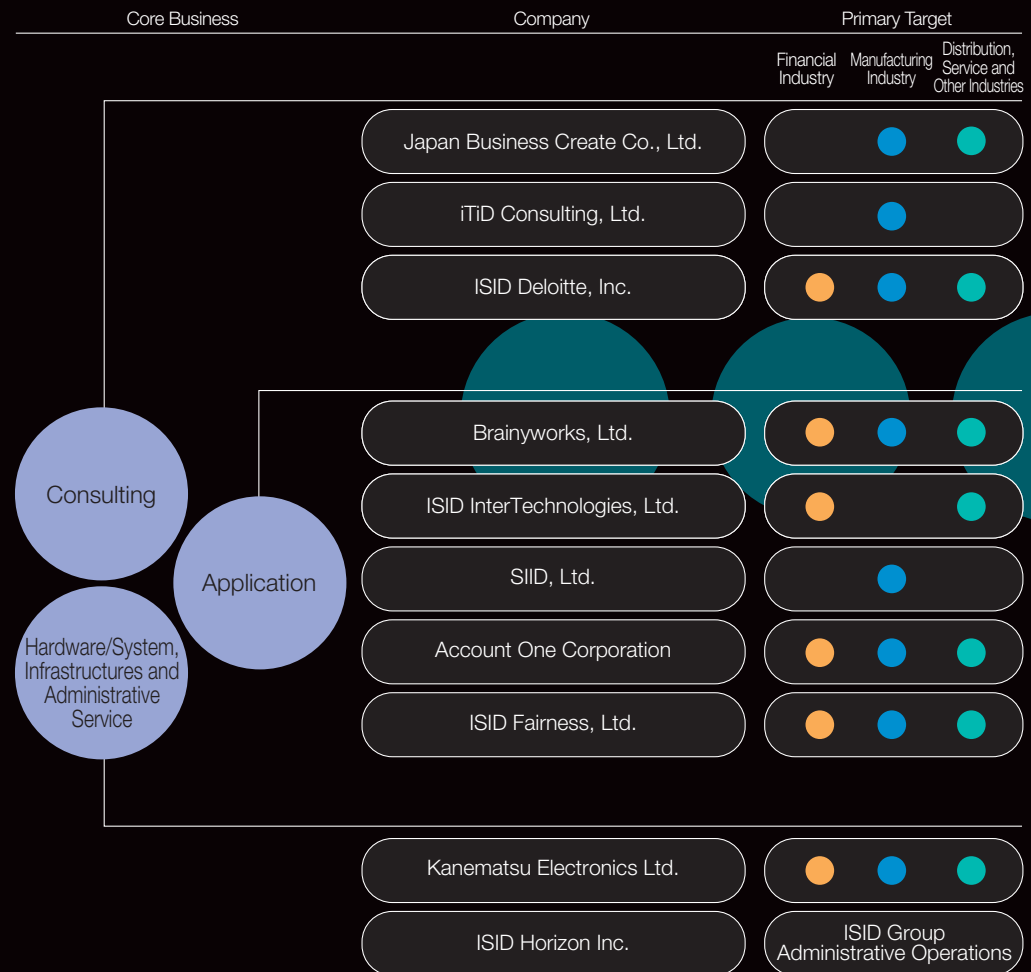 Core Business
Company
Primary Target
Financial
Industry
Manufacturing
Industry
Distribution,
Service and
Other Industries
Japan Business Create Co., Ltd.
iTiD Consulting, Ltd.
ISID Deloitte, Inc.
Consulting
Application
Brainyworks, Ltd.
ISID InterTechnologies, Ltd.
SIID, Ltd.
Account One Corporation
ISID Fairness, Ltd.
Hardware/System,
Infrastructures and
Administrative
Service
Kanematsu Electronics Ltd.
ISID Horizon Inc.
ISID Group
Administrative Operations